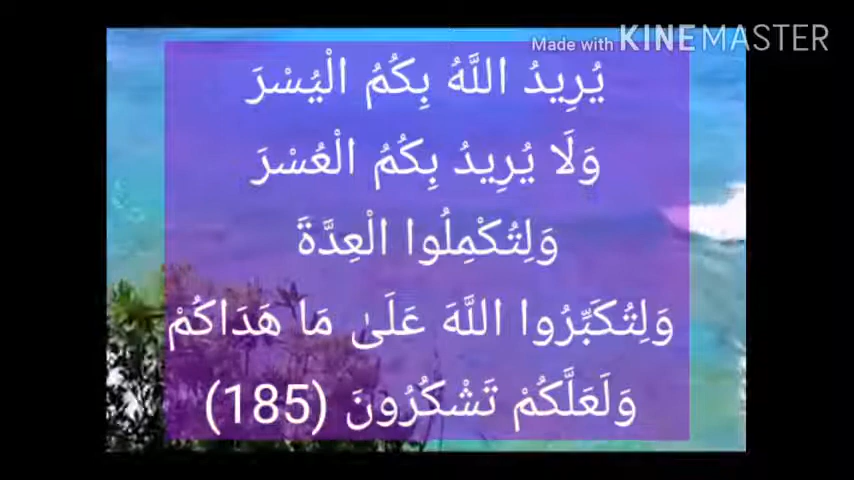 Made with KINEMASTER
يُرِيدُ اللَّهُ بِكُمُ الْيُسْرَ
وَلَا يُرِيدُ بِكُمُ الْعُسْرَ
وَلِتُكْمِلُوا الْعِدَّةَ
وَلِتُكَبِّرُوا اللَّهَ عَلَىٰ مَا هَدَاكُمْ
وَلَعَلَّكُمْ تَشْكُرُونَ (185)